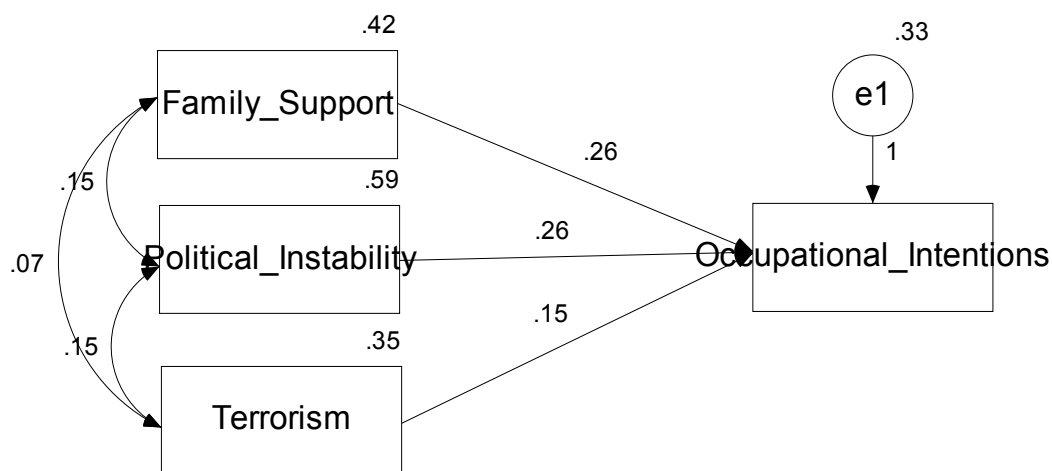 .42
Family_Support
.33
e1
1
.15
.59
.26
Political_Instability
.26
Occupational_Intentions
.07
.15
.35
.15
Terrorism